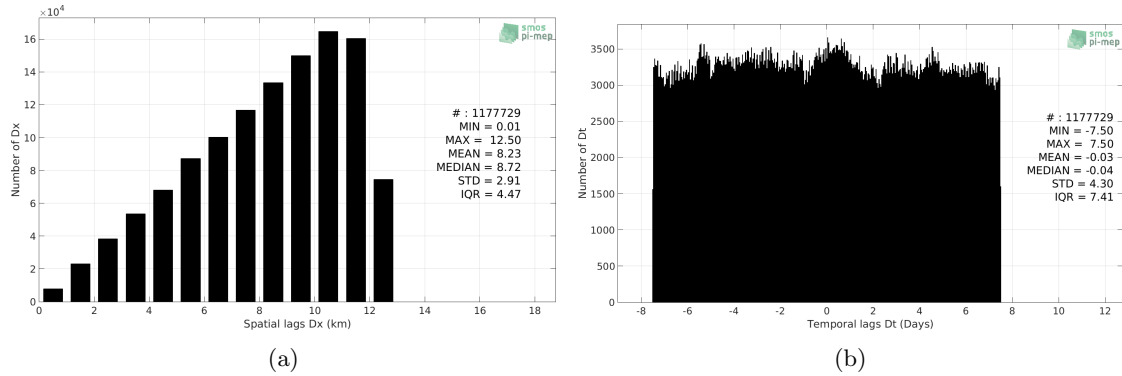 ×10⁴
smos
pi-mep
16
14
12
10
8
6
4
2
0
Number of Dx
# : 1177729
MIN = 0.01
MAX = 12.50
MEAN = 8.23
MEDIAN = 8.72
STD = 2.91
IQR = 4.47
0 2 4 6 8 10 12 14 16 18
Spatial lags Dx (km)
(a)
smos
pi-mep
3500
3000
2500
2000
1500
1000
500
0
Number of Dt
# : 1177729
MIN = -7.50
MAX = 7.50
MEAN = -0.03
MEDIAN = -0.04
STD = 4.30
IQR = 7.41
-8 -6 -4 -2 0 2 4 6 8 10 12
Temporal lags Dt (Days)
(b)